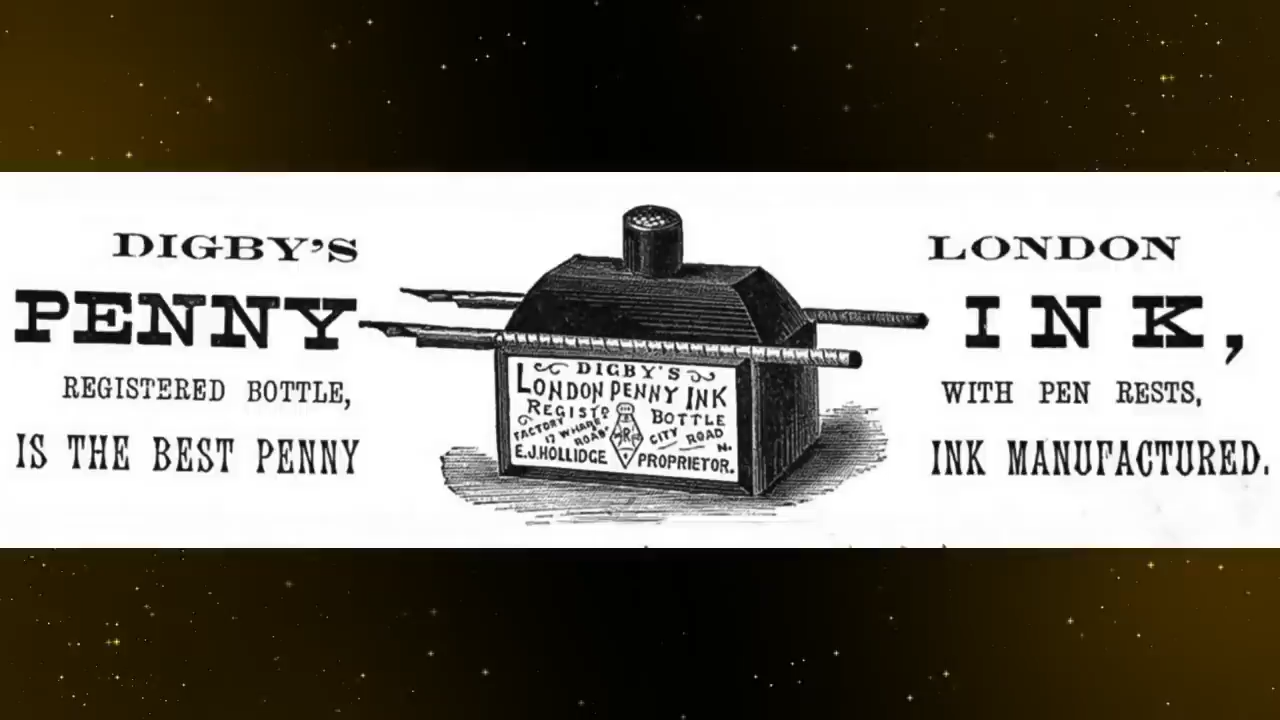 DIGBY'S LONDON
PENNY INK,
REGISTERED BOTTLE, WITH PEN RESTS,
IS THE BEST PENNY INK MANUFACTURED.
DIGBY'S
LONDON PENNY INK
REGISTD BOTTLE
FACTORY 17 WHARF ROAD CITY ROAD N.
E.J.HOLLIDGE PROPRIETOR.